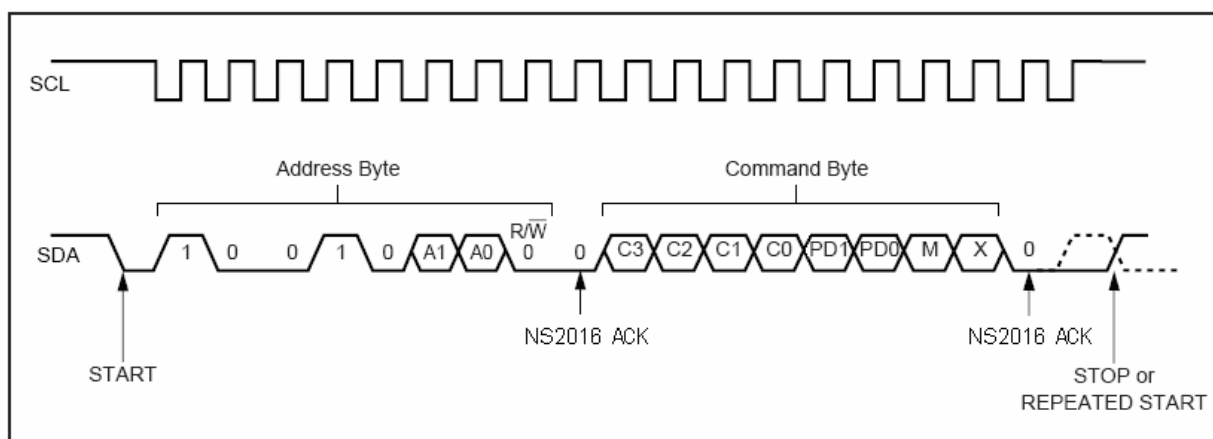 SCL
Address Byte
Command Byte
R/W̅
SDA
1 0 0 1 0 A1 A0 0 0 C3 C2 C1 C0 PD1 PD0 M X 0
NS2016 ACK
NS2016 ACK
START
STOP or
REPEATED START